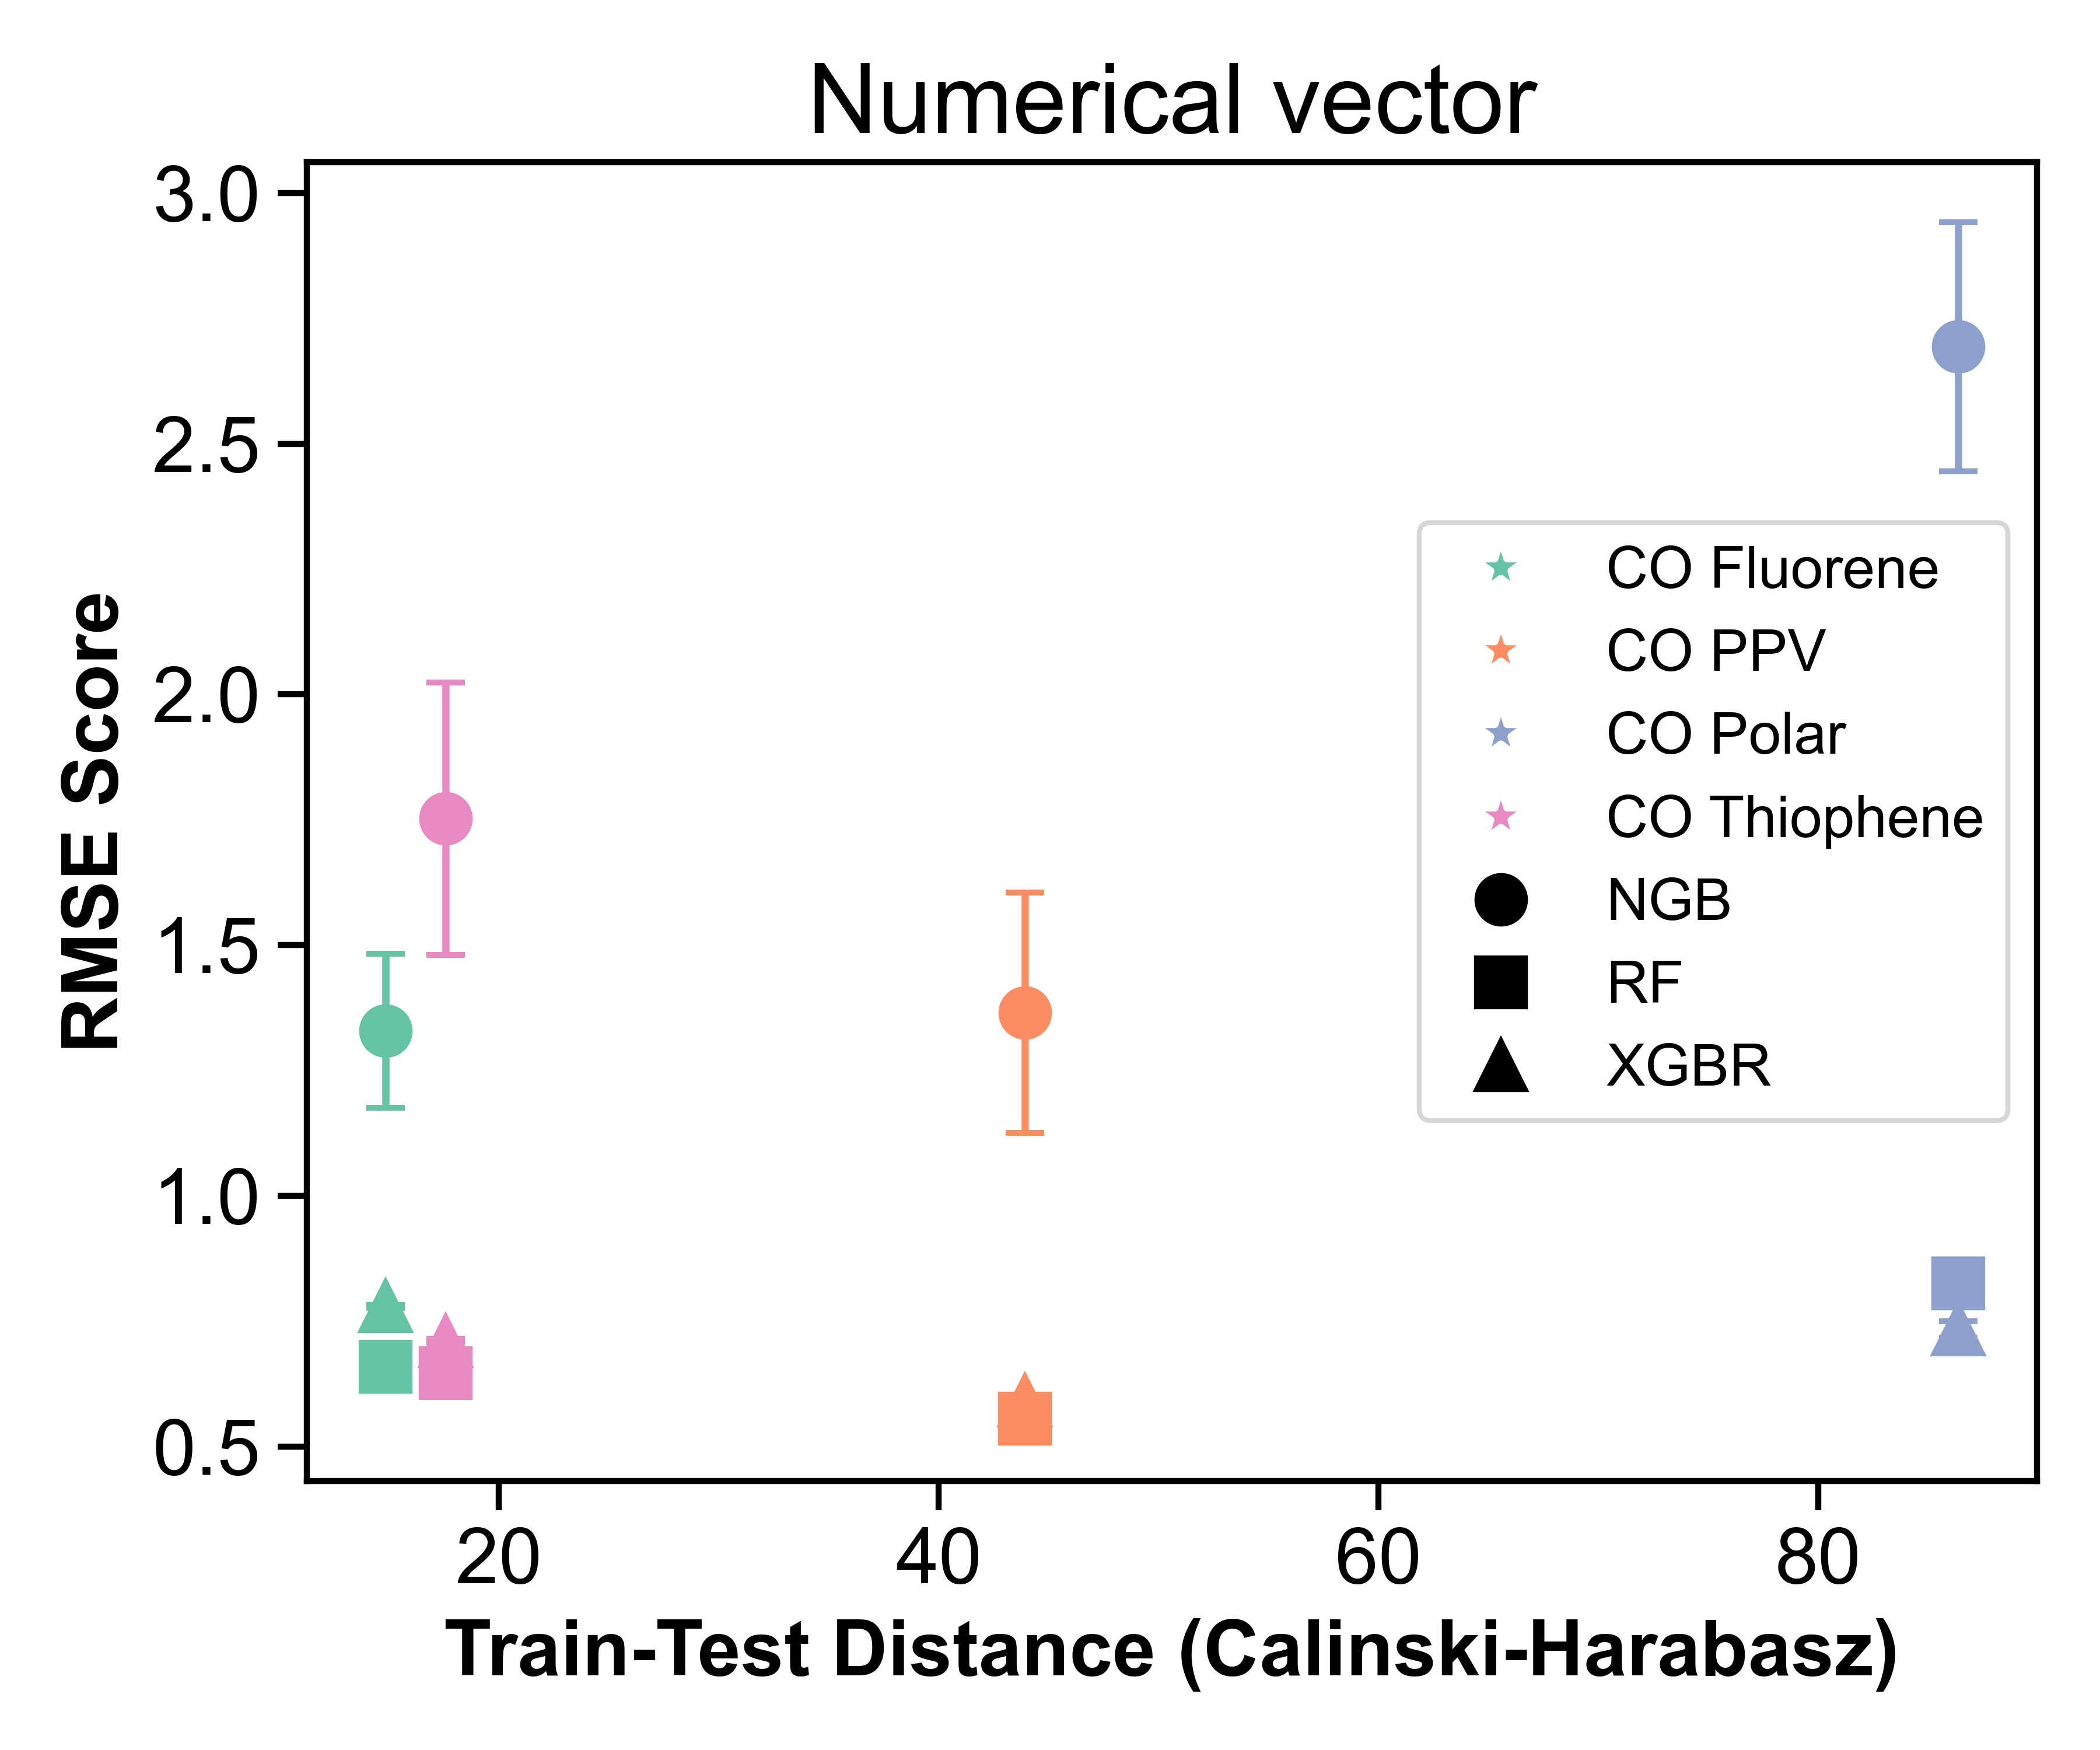 Numerical vector
3.0
2.5
2.0
1.5
1.0
0.5
RMSE Score
CO Fluorene
CO PPV
CO Polar
CO Thiophene
NGB
RF
XGBR
20 40 60 80
Train-Test Distance (Calinski-Harabasz)